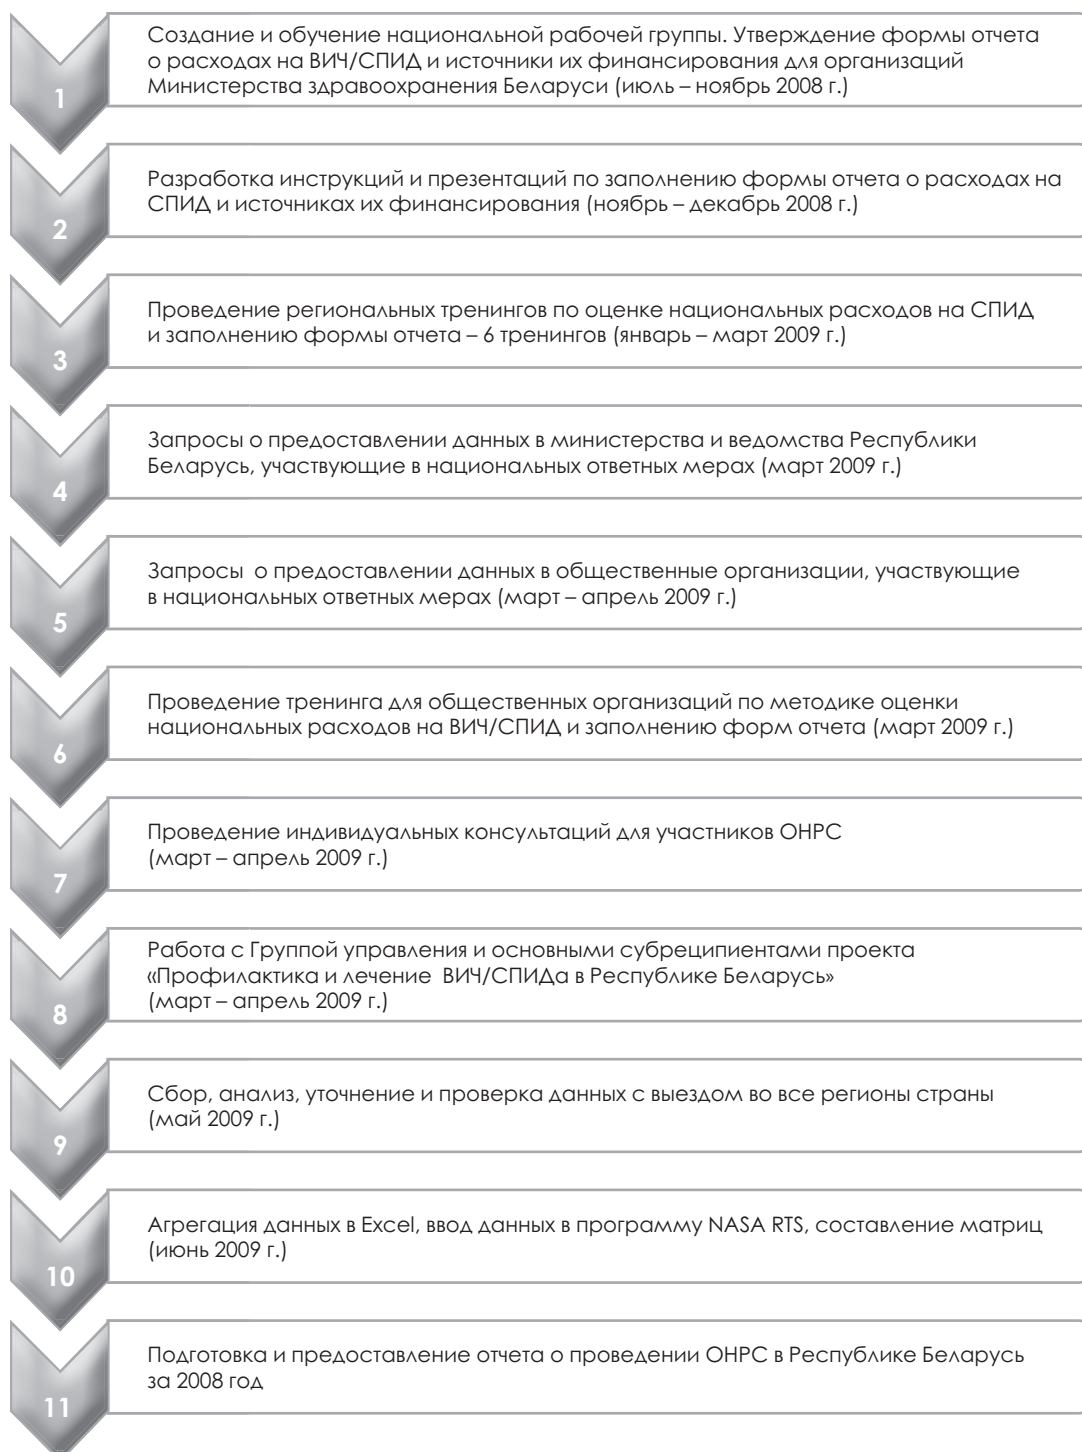 Создание и обучение национальной рабочей группы. Утверждение формы отчета
о расходах на ВИЧ/СПИД и источники их финансирования для организаций
Министерства здравоохранения Беларуси (июль – ноябрь 2008 г.)
1
Разработка инструкций и презентаций по заполнению формы отчета о расходах на
СПИД и источниках их финансирования (ноябрь – декабрь 2008 г.)
2
Проведение региональных тренингов по оценке национальных расходов на СПИД
и заполнению формы отчета – 6 тренингов (январь – март 2009 г.)
3
Запросы о предоставлении данных в министерства и ведомства Республики
Беларусь, участвующие в национальных ответных мерах (март 2009 г.)
4
Запросы  о предоставлении данных в общественные организации, участвующие
в национальных ответных мерах (март – апрель 2009 г.)
5
Проведение тренинга для общественных организаций по методике оценки
национальных расходов на ВИЧ/СПИД и заполнению форм отчета (март 2009 г.)
6
Проведение индивидуальных консультаций для участников ОНРС
(март – апрель 2009 г.)
7
Работа с Группой управления и основными субреципиентами проекта
«Профилактика и лечение  ВИЧ/СПИДа в Республике Беларусь»
(март – апрель 2009 г.)
8
Сбор, анализ, уточнение и проверка данных с выездом во все регионы страны
(май 2009 г.)
9
Агрегация данных в Excel, ввод данных в программу NASA RTS, составление матриц
(июнь 2009 г.)
10
Подготовка и предоставление отчета о проведении ОНРС в Республике Беларусь
за 2008 год
11